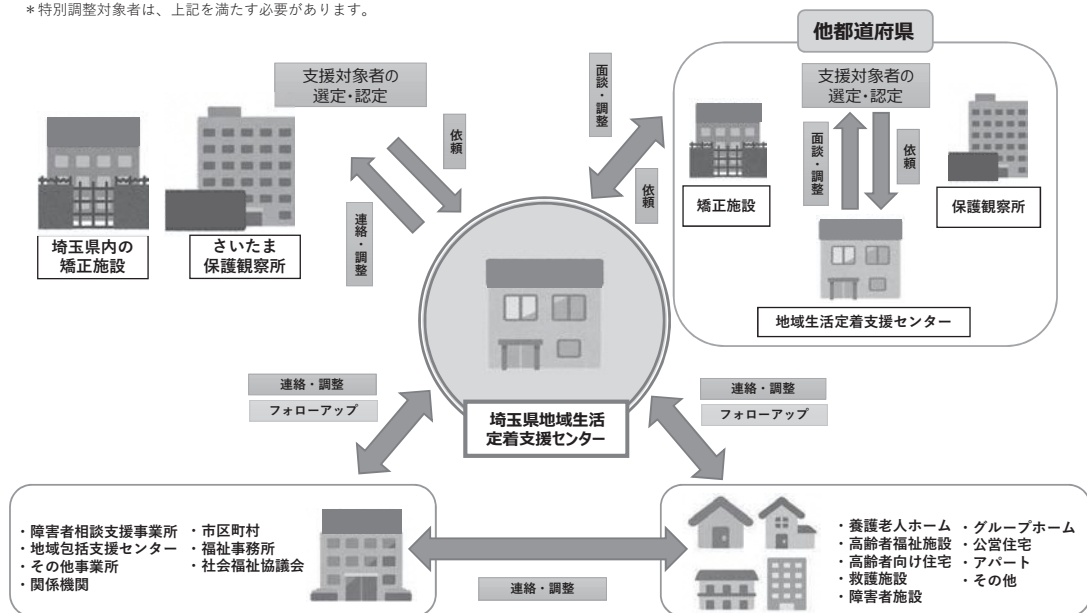 ＊特別調整対象者は、上記を満たす必要があります。
他都道府県
支援対象者の
選定・認定
依頼
連絡・調整
埼玉県内の
矯正施設
さいたま
保護観察所
面談・調整
依頼
支援対象者の
選定・認定
面談・調整
依頼
矯正施設
保護観察所
地域生活定着支援センター
埼玉県地域生活
定着支援センター
連絡・調整
フォローアップ
連絡・調整
フォローアップ
・障害者相談支援事業所
・地域包括支援センター
・その他事業所
・関係機関
・市区町村
・福祉事務所
・社会福祉協議会
連絡・調整
・養護老人ホーム
・高齢者福祉施設
・高齢者向け住宅
・救護施設
・障害者施設
・グループホーム
・公営住宅
・アパート
・その他